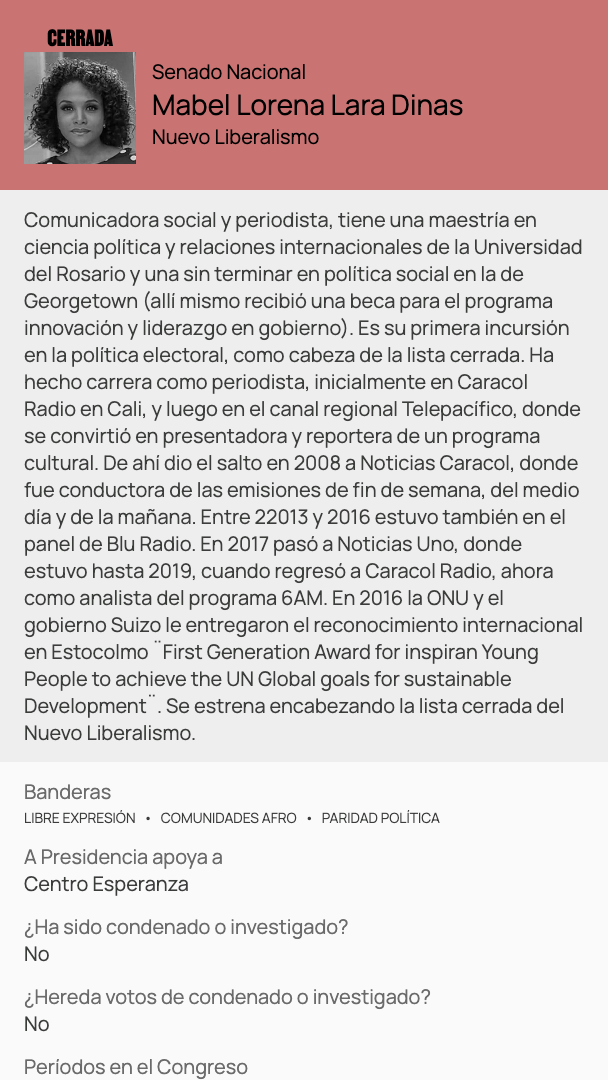 CERRADA
Senado Nacional
Mabel Lorena Lara Dinas
Nuevo Liberalismo
Comunicadora social y periodista, tiene una maestría en
ciencia política y relaciones internacionales de la Universidad
del Rosario y una sin terminar en política social en la de
Georgetown (allí mismo recibió una beca para el programa
innovación y liderazgo en gobierno). Es su primera incursión
en la política electoral, como cabeza de la lista cerrada. Ha
hecho carrera como periodista, inicialmente en Caracol
Radio en Cali, y luego en el canal regional Telepacífico, donde
se convirtió en presentadora y reportera de un programa
cultural. De ahí dio el salto en 2008 a Noticias Caracol, donde
fue conductora de las emisiones de fin de semana, del medio
día y de la mañana. Entre 22013 y 2016 estuvo también en el
panel de Blu Radio. En 2017 pasó a Noticias Uno, donde
estuvo hasta 2019, cuando regresó a Caracol Radio, ahora
como analista del programa 6AM. En 2016 la ONU y el
gobierno Suizo le entregaron el reconocimiento internacional
en Estocolmo ¨First Generation Award for inspiran Young
People to achieve the UN Global goals for sustainable
Development¨. Se estrena encabezando la lista cerrada del
Nuevo Liberalismo.
Banderas
LIBRE EXPRESIÓN • COMUNIDADES AFRO • PARIDAD POLÍTICA
A Presidencia apoya a
Centro Esperanza
¿Ha sido condenado o investigado?
No
¿Hereda votos de condenado o investigado?
No
Períodos en el Congreso